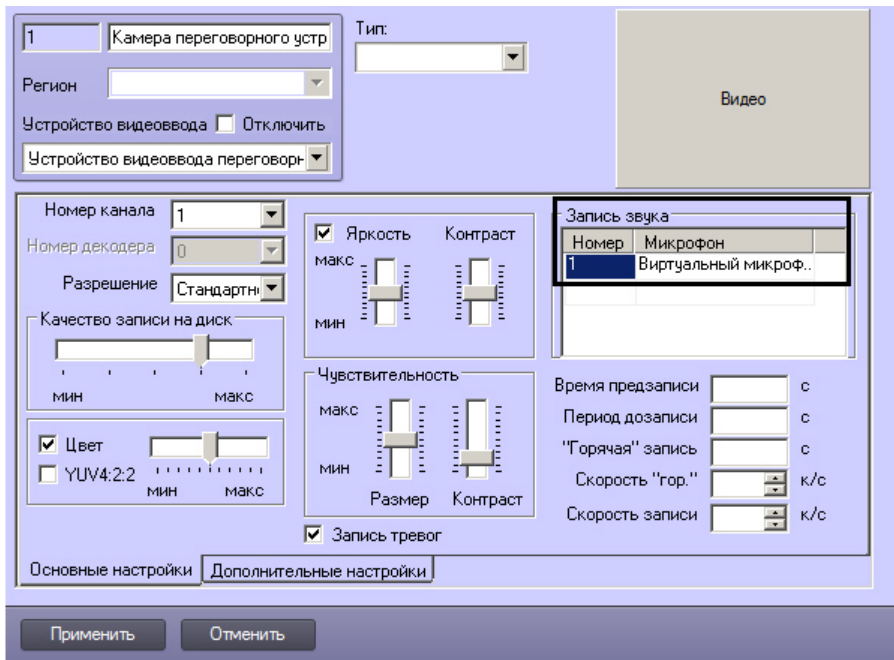 1 Камера переговорного устр
Тип:
Регион
Устройство видеоввода Отключить
Устройство видеоввода переговорн
Видео
Номер канала 1
Номер декодера 0
Разрешение Стандартн
Качество записи на диск
мин макс
Цвет
YUV4:2:2
мин макс
Яркость Контраст
макс
мин
Чувствительность
макс
мин
Размер Контраст
Запись тревог
Запись звука
Номер Микрофон
1 Виртуальный микроф..
Время предзаписи с
Период дозаписи с
"Горячая" запись с
Скорость "гор." к/с
Скорость записи к/с
Основные настройки Дополнительные настройки
Применить Отменить